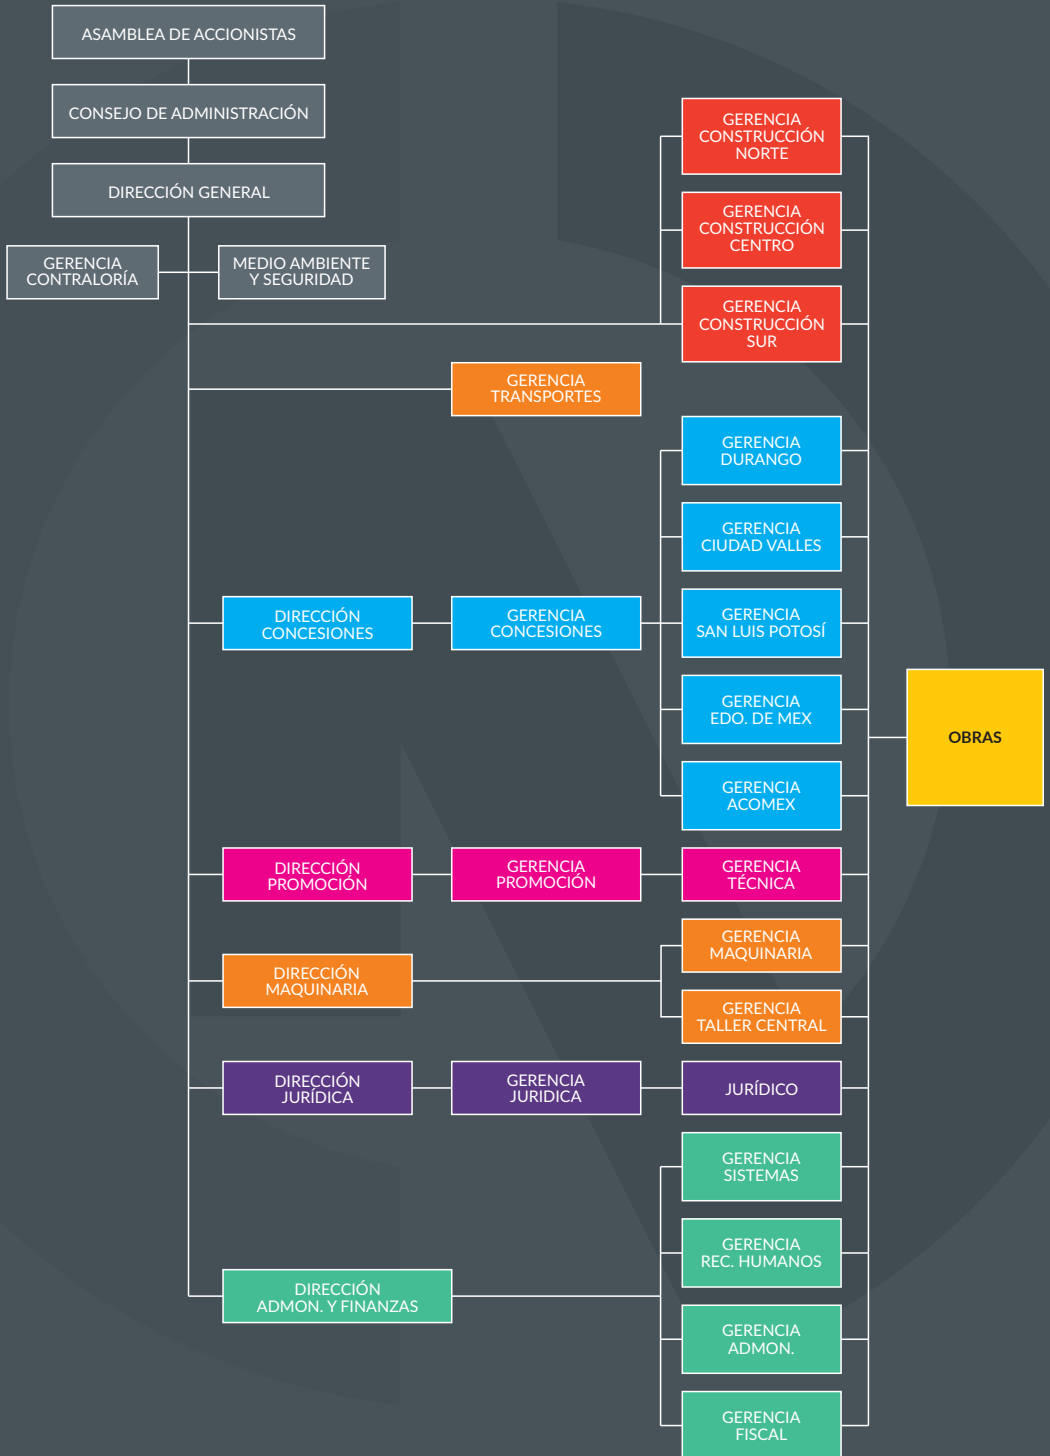 ASAMBLEA DE ACCIONISTAS
CONSEJO DE ADMINISTRACIÓN
DIRECCIÓN GENERAL
GERENCIA
CONTRALORÍA
MEDIO AMBIENTE
Y SEGURIDAD
GERENCIA
CONSTRUCCIÓN
NORTE
GERENCIA
CONSTRUCCIÓN
CENTRO
GERENCIA
CONSTRUCCIÓN
SUR
GERENCIA
TRANSPORTES
DIRECCIÓN
CONCESIONES
GERENCIA
CONCESIONES
GERENCIA
DURANGO
GERENCIA
CIUDAD VALLES
GERENCIA
SAN LUIS POTOSÍ
GERENCIA
EDO. DE MEX
GERENCIA
ACOMEX
DIRECCIÓN
PROMOCIÓN
GERENCIA
PROMOCIÓN
GERENCIA
TÉCNICA
DIRECCIÓN
MAQUINARIA
GERENCIA
MAQUINARIA
GERENCIA
TALLER CENTRAL
DIRECCIÓN
JURÍDICA
GERENCIA
JURIDICA
JURÍDICO
DIRECCIÓN
ADMON. Y FINANZAS
GERENCIA
SISTEMAS
GERENCIA
REC. HUMANOS
GERENCIA
ADMON.
GERENCIA
FISCAL
OBRAS